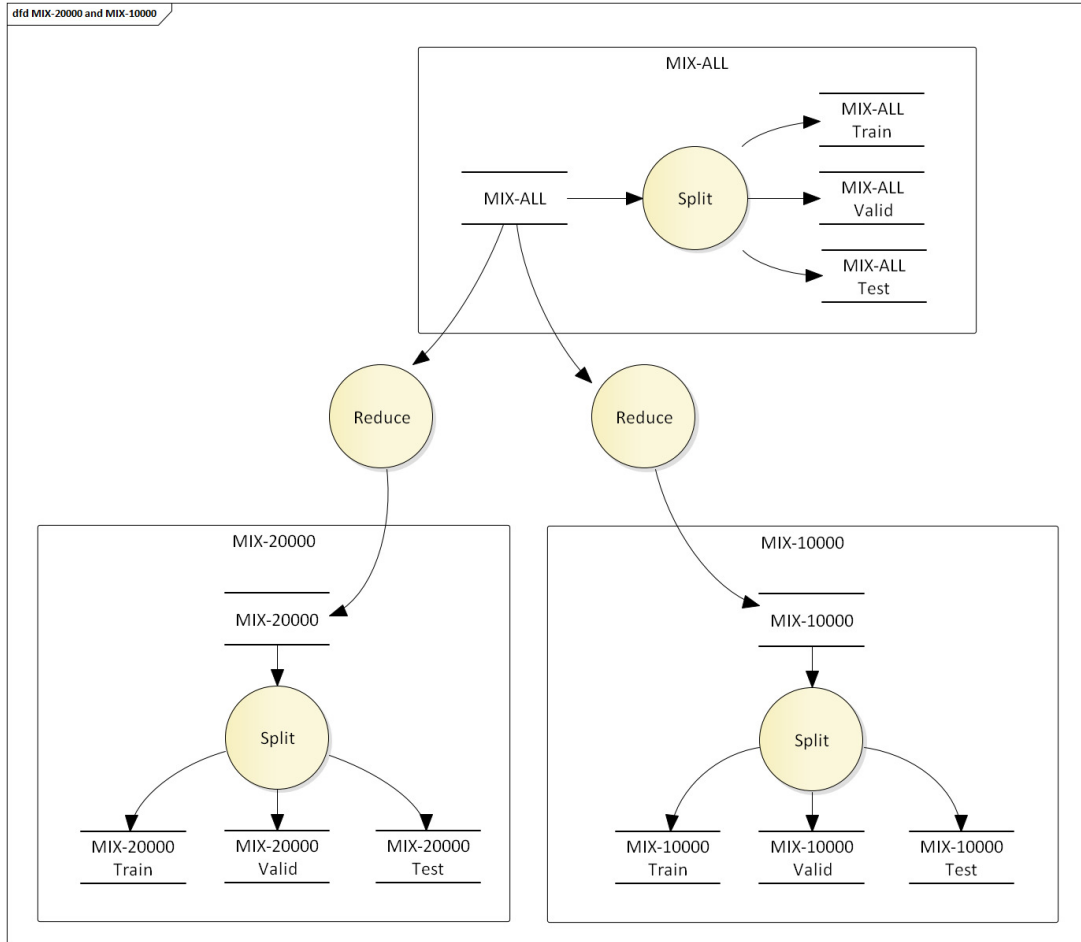 dfd MIX-20000 and MIX-10000
MIX-ALL
MIX-ALL
Split
MIX-ALL
Train
MIX-ALL
Valid
MIX-ALL
Test
Reduce
Reduce
MIX-20000
MIX-20000
Split
MIX-20000
Train
MIX-20000
Valid
MIX-20000
Test
MIX-10000
MIX-10000
Split
MIX-10000
Train
MIX-10000
Valid
MIX-10000
Test